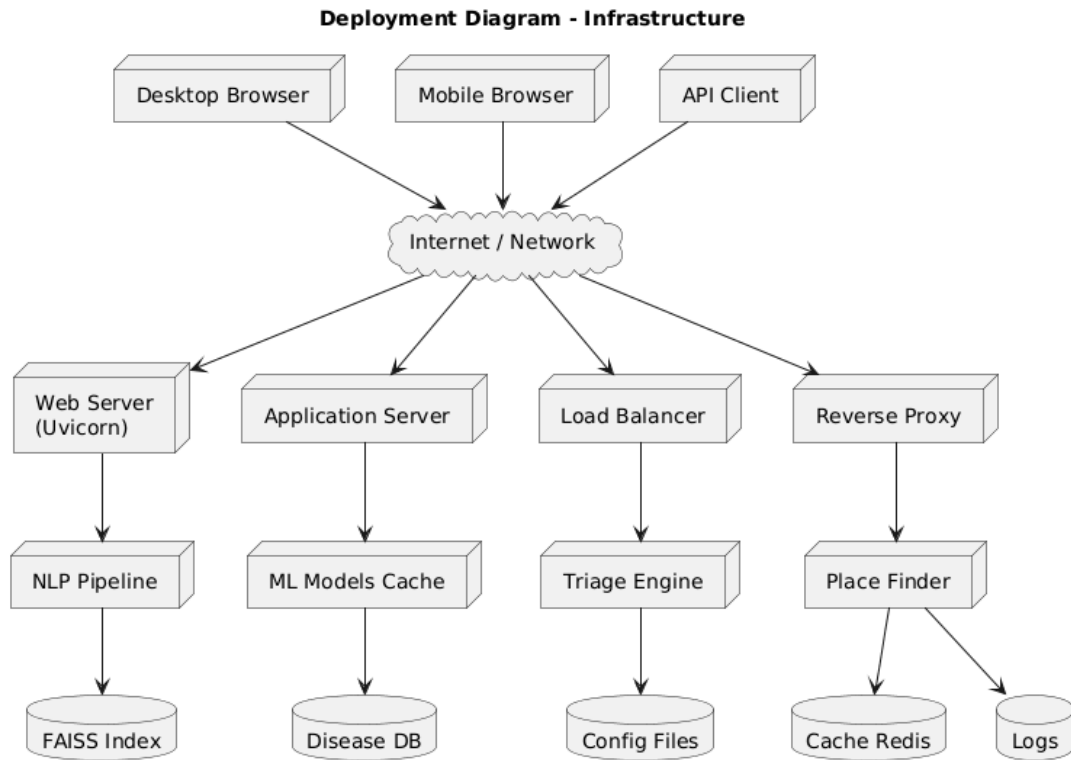 Deployment Diagram - Infrastructure
Desktop Browser
Mobile Browser
API Client
Internet / Network
Web Server
(Uvicorn)
Application Server
Load Balancer
Reverse Proxy
NLP Pipeline
ML Models Cache
Triage Engine
Place Finder
FAISS Index
Disease DB
Config Files
Cache Redis
Logs